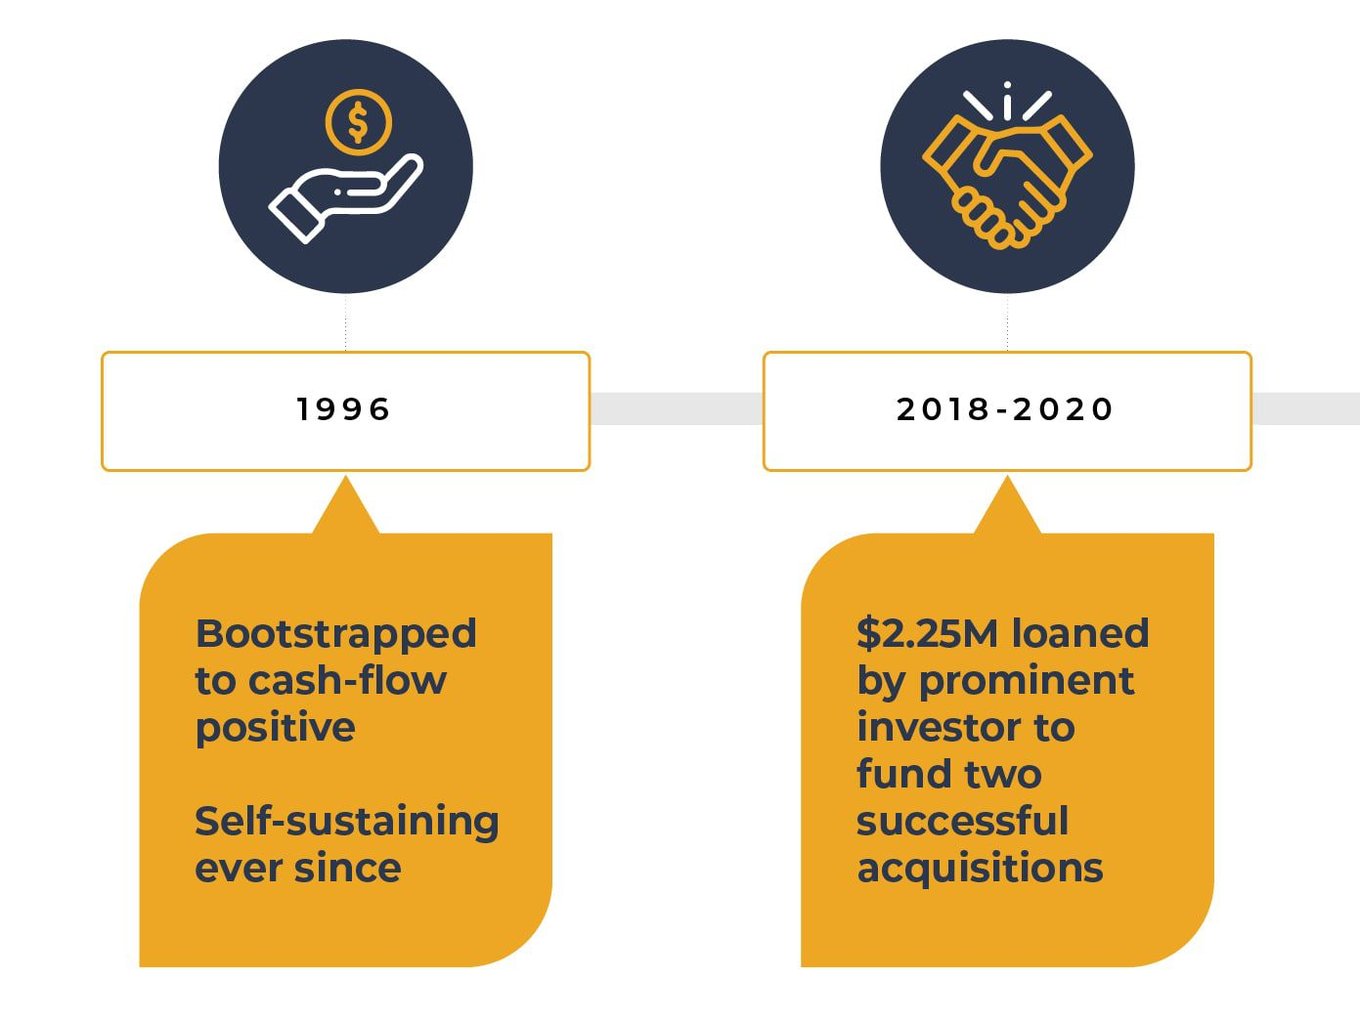 $
1996
2018-2020
Bootstrapped
to cash-flow
positive
Self-sustaining
ever since
$2.25M loaned
by prominent
investor to
fund two
successful
acquisitions